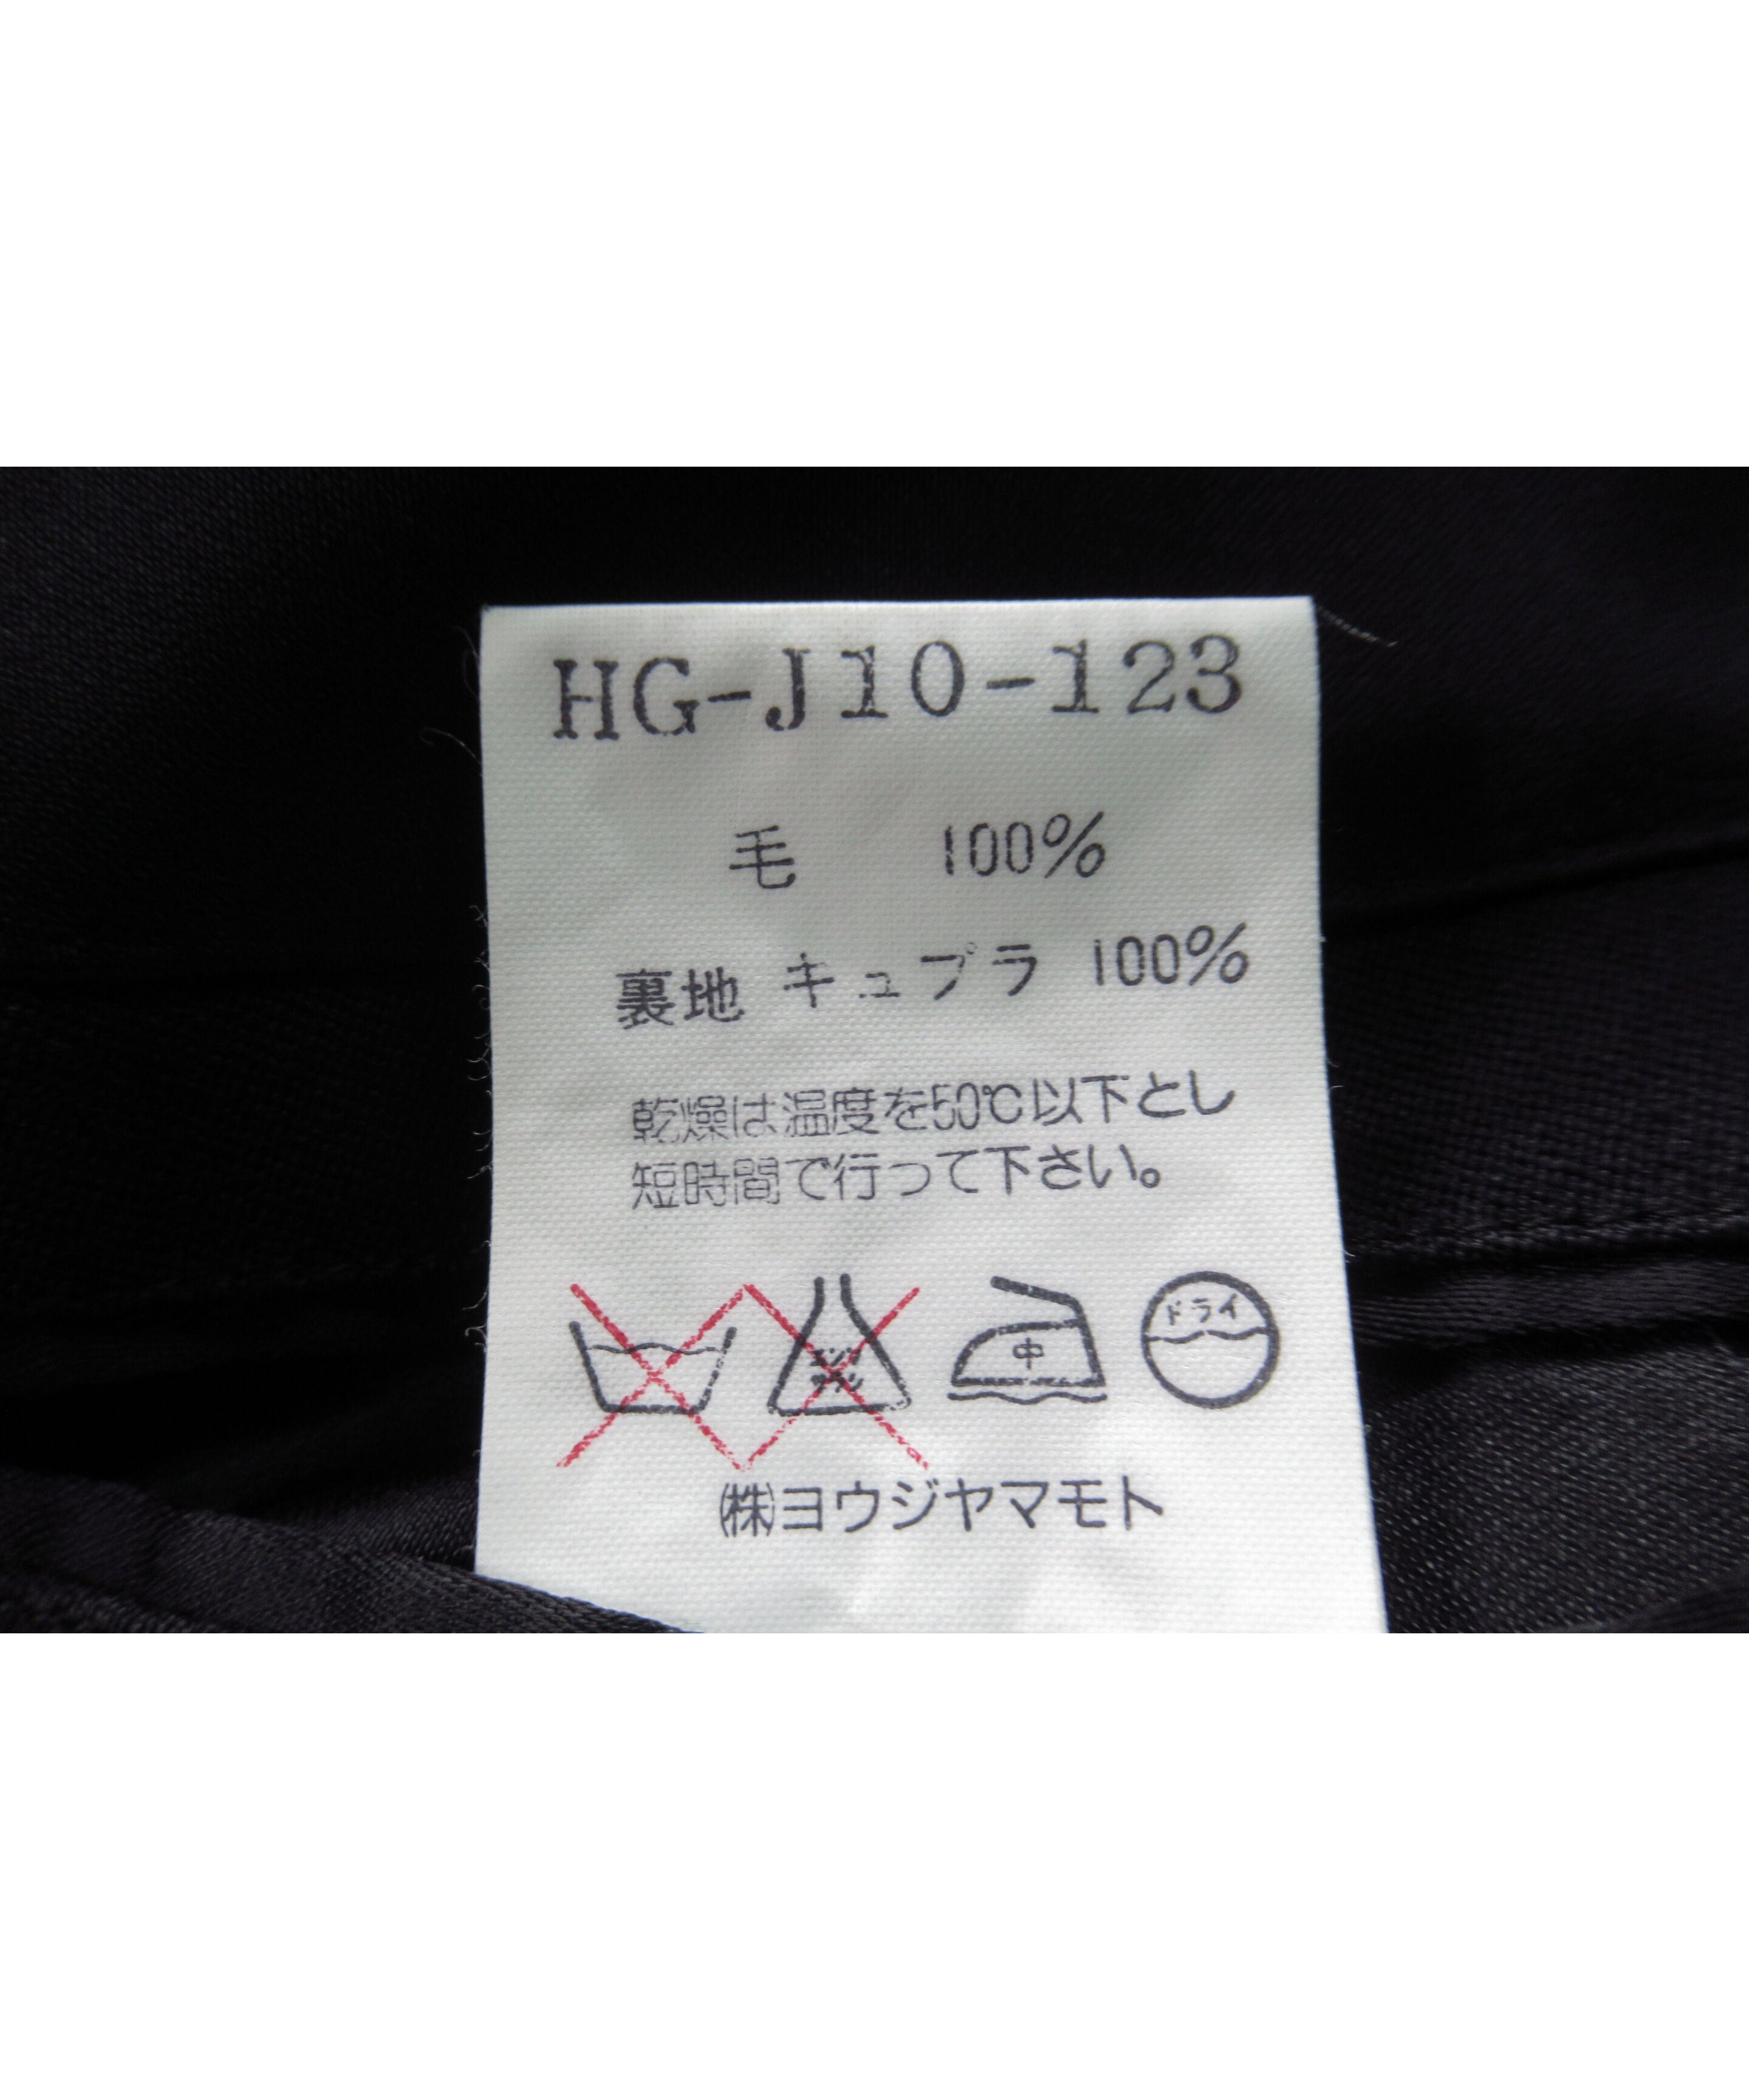 HG-J10-123
毛 100%
裏地 キュプラ 100%
乾燥は温度を50℃以下とし
短時間で行って下さい。
中 ドライ
㈱ヨウジヤマモト